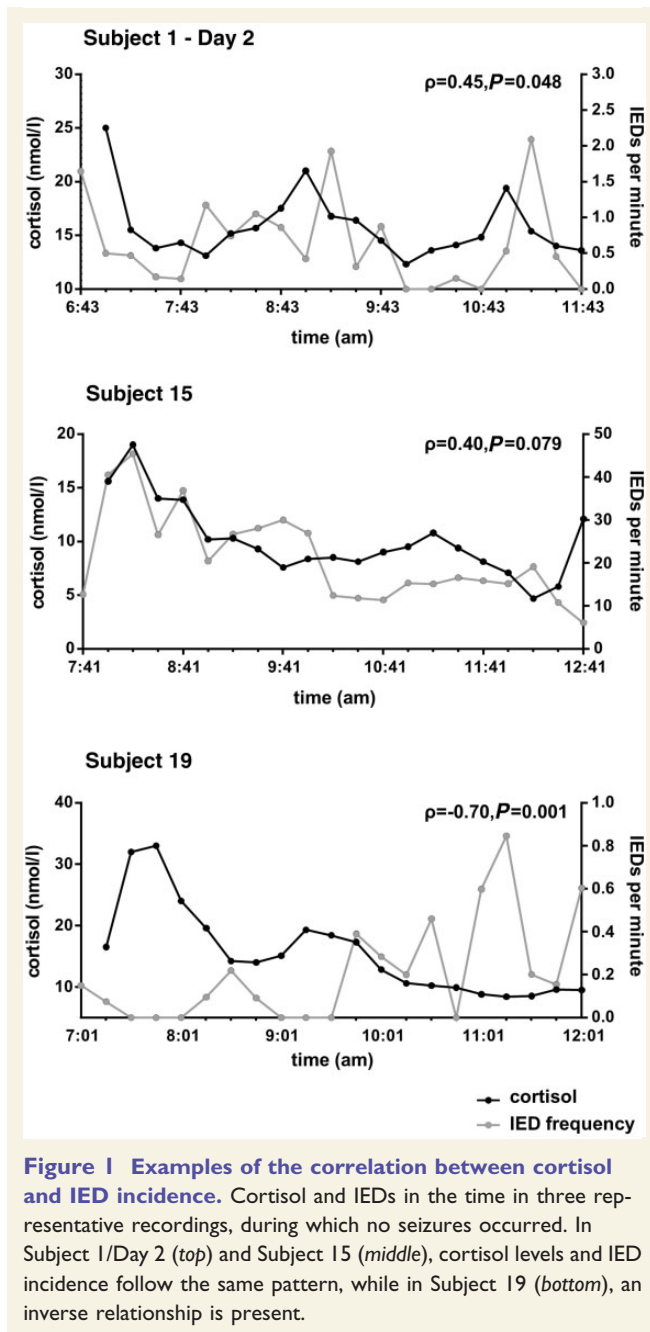 Subject 1 - Day 2
ρ=0.45,P=0.048
30
25
20
15
10
cortisol (nmol/l)
3.0
2.5
2.0
1.5
1.0
0.5
0.0
IEDs per minute
6:43 7:43 8:43 9:43 10:43 11:43
time (am)
Subject 15
ρ=0.40,P=0.079
20
15
10
5
0
cortisol (nmol/l)
50
40
30
20
10
0
IEDs per minute
7:41 8:41 9:41 10:41 11:41 12:41
time (am)
Subject 19
ρ=-0.70,P=0.001
40
30
20
10
cortisol (nmol/l)
1.0
0.8
0.6
0.4
0.2
0.0
IEDs per minute
7:01 8:01 9:01 10:01 11:01 12:01
time (am)
cortisol
IED frequency
Figure 1 Examples of the correlation between cortisol
and IED incidence. Cortisol and IEDs in the time in three rep-
resentative recordings, during which no seizures occurred. In
Subject 1/Day 2 (top) and Subject 15 (middle), cortisol levels and IED
incidence follow the same pattern, while in Subject 19 (bottom), an
inverse relationship is present.